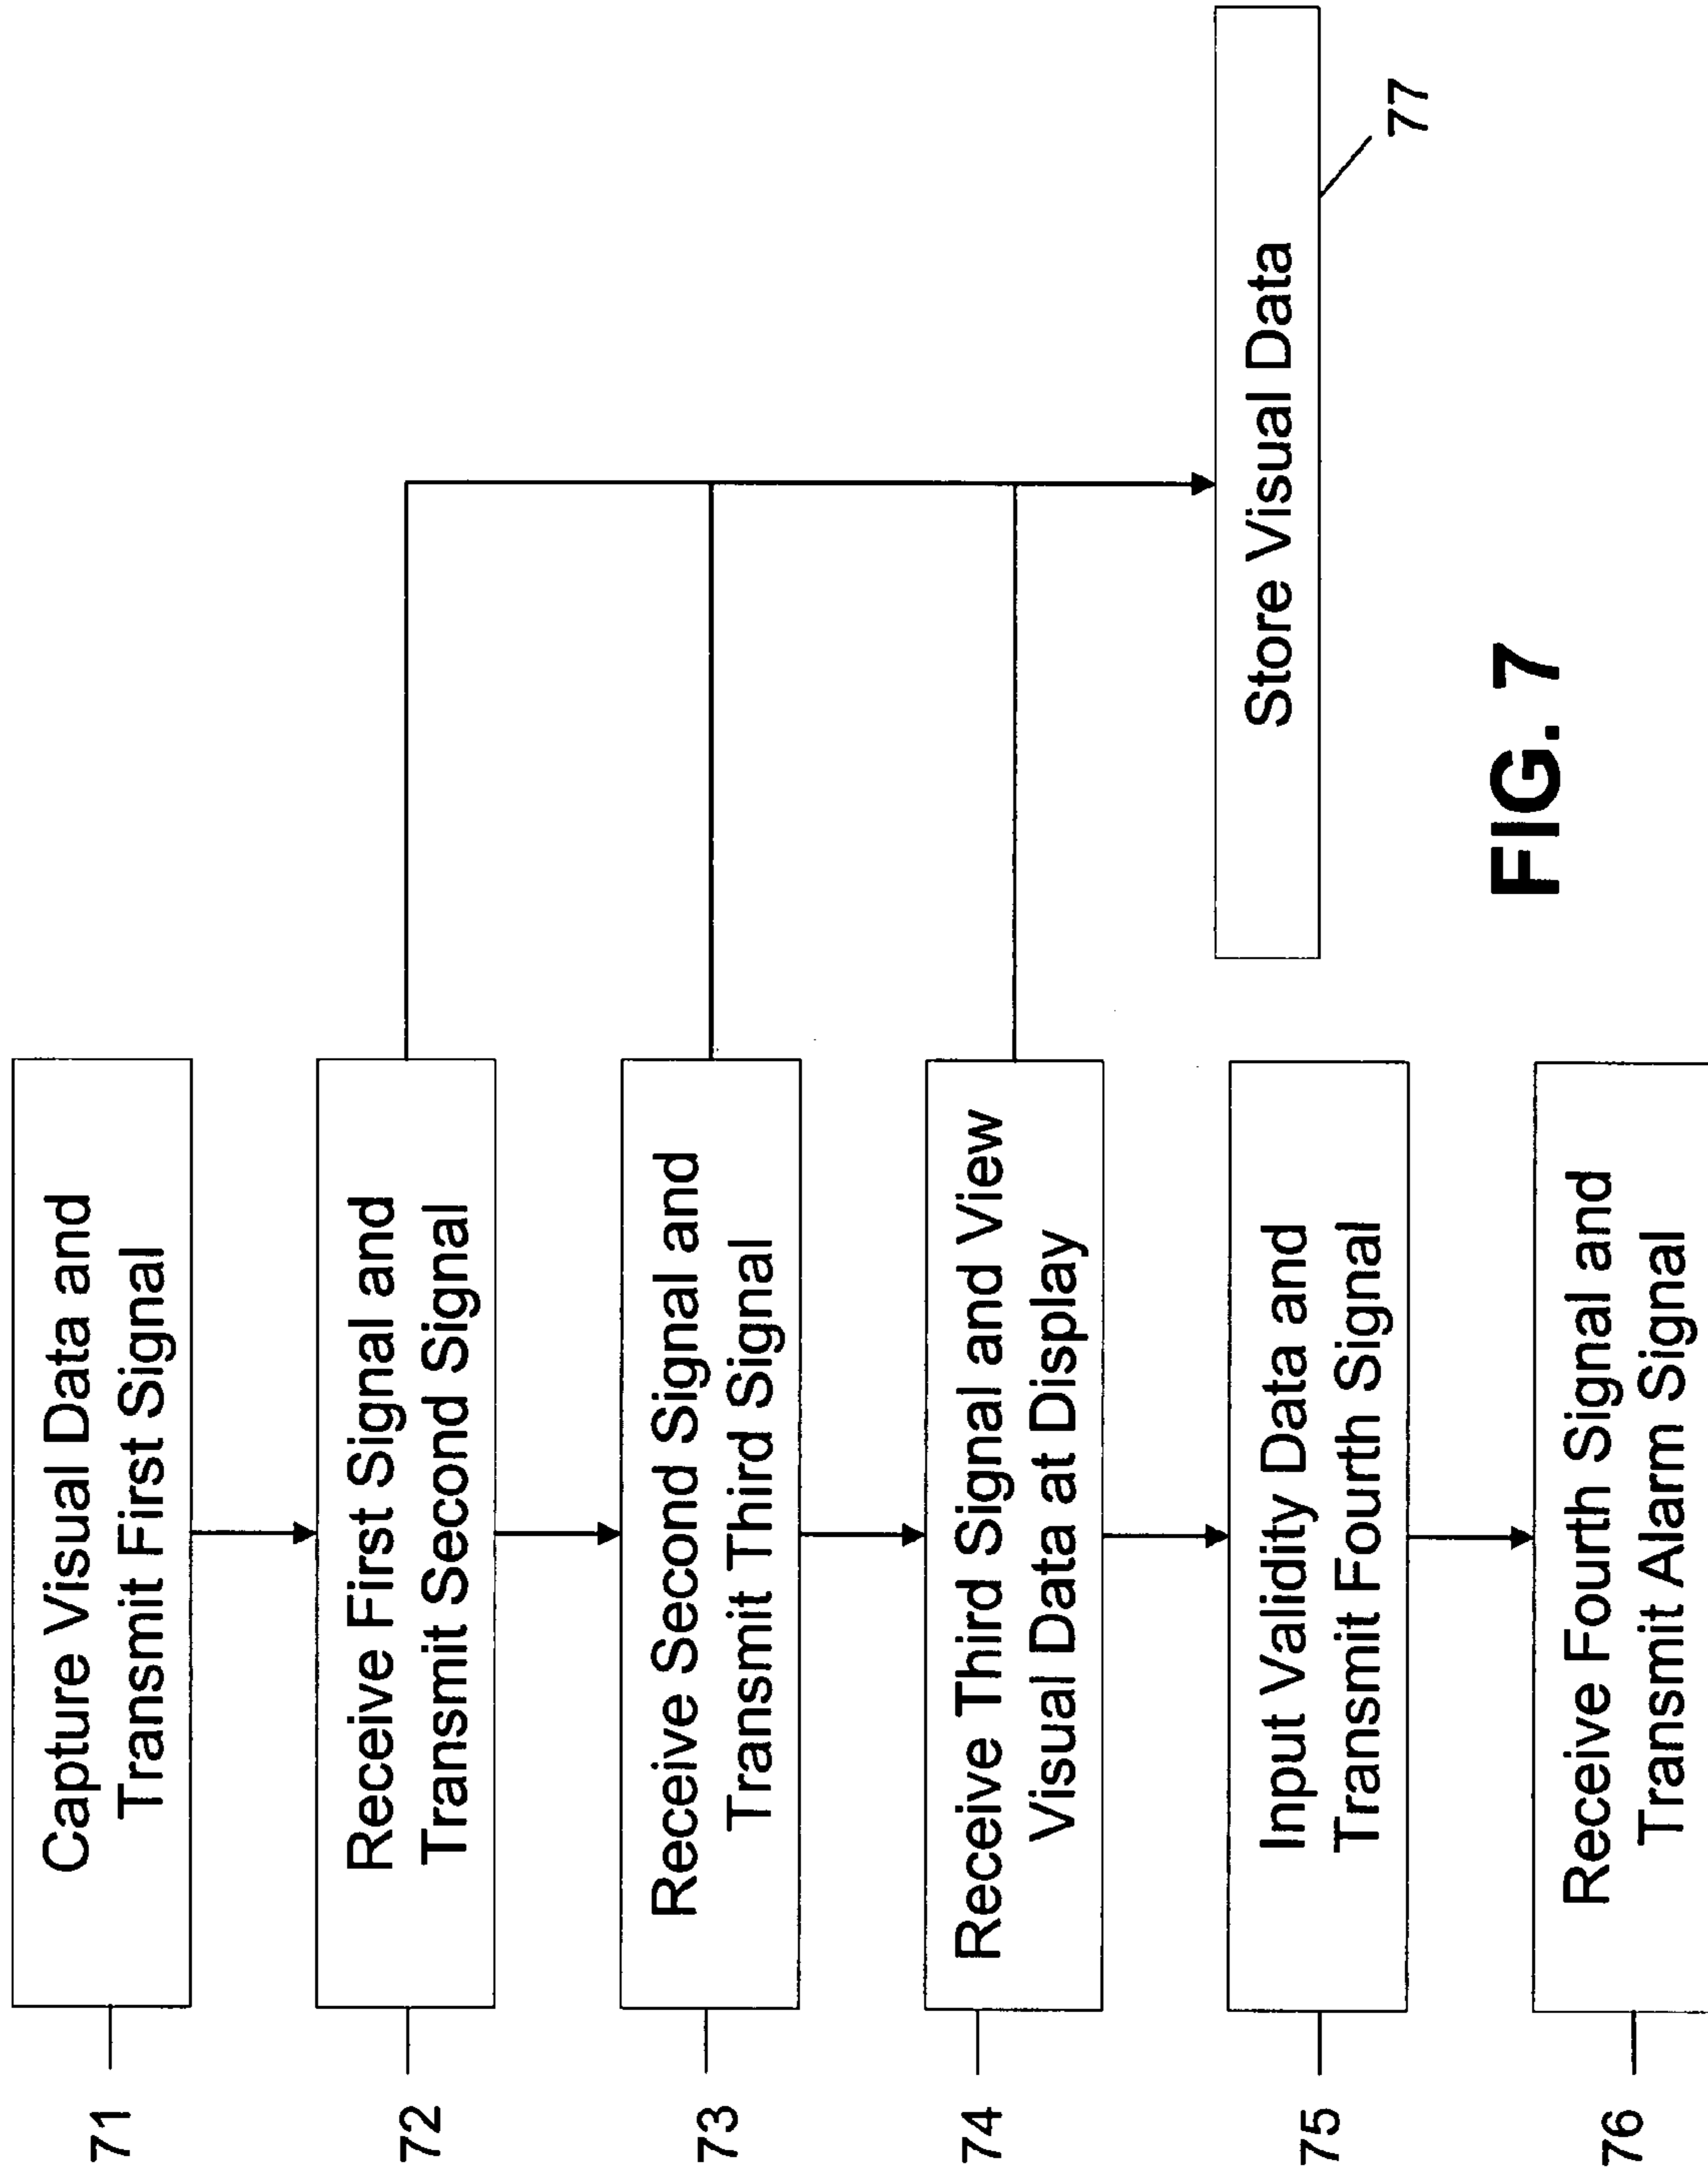 71
Capture Visual Data and
Transmit First Signal
72
Receive First Signal and
Transmit Second Signal
73
Receive Second Signal and
Transmit Third Signal
74
Receive Third Signal and View
Visual Data at Display
75
Input Validity Data and
Transmit Fourth Signal
76
Receive Fourth Signal and
Transmit Alarm Signal
Store Visual Data
77
FIG. 7